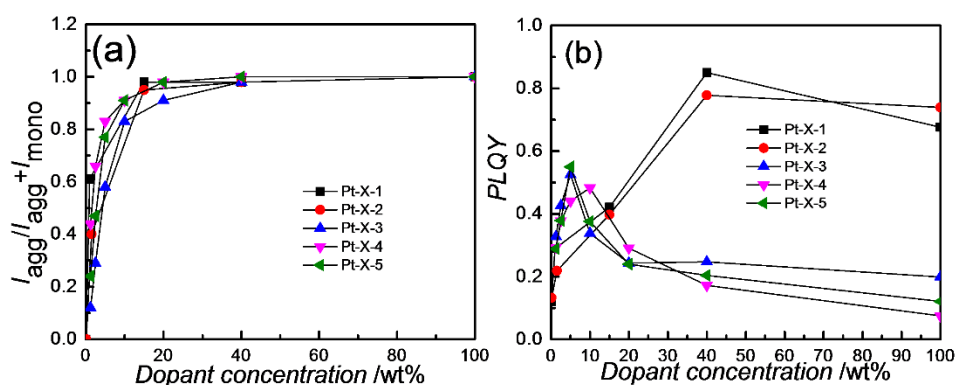 (a)
I agg/I agg+I mono
1.2
1.0
0.8
0.6
0.4
0.2
0.0
Pt-X-1
Pt-X-2
Pt-X-3
Pt-X-4
Pt-X-5
0 20 40 60 80 100
Dopant concentration /wt%
(b)
PLQY
1.0
0.8
0.6
0.4
0.2
0.0
Pt-X-1
Pt-X-2
Pt-X-3
Pt-X-4
Pt-X-5
0 10 20 30 40 50 60 70 80 90 100
Dopant concentration /wt%